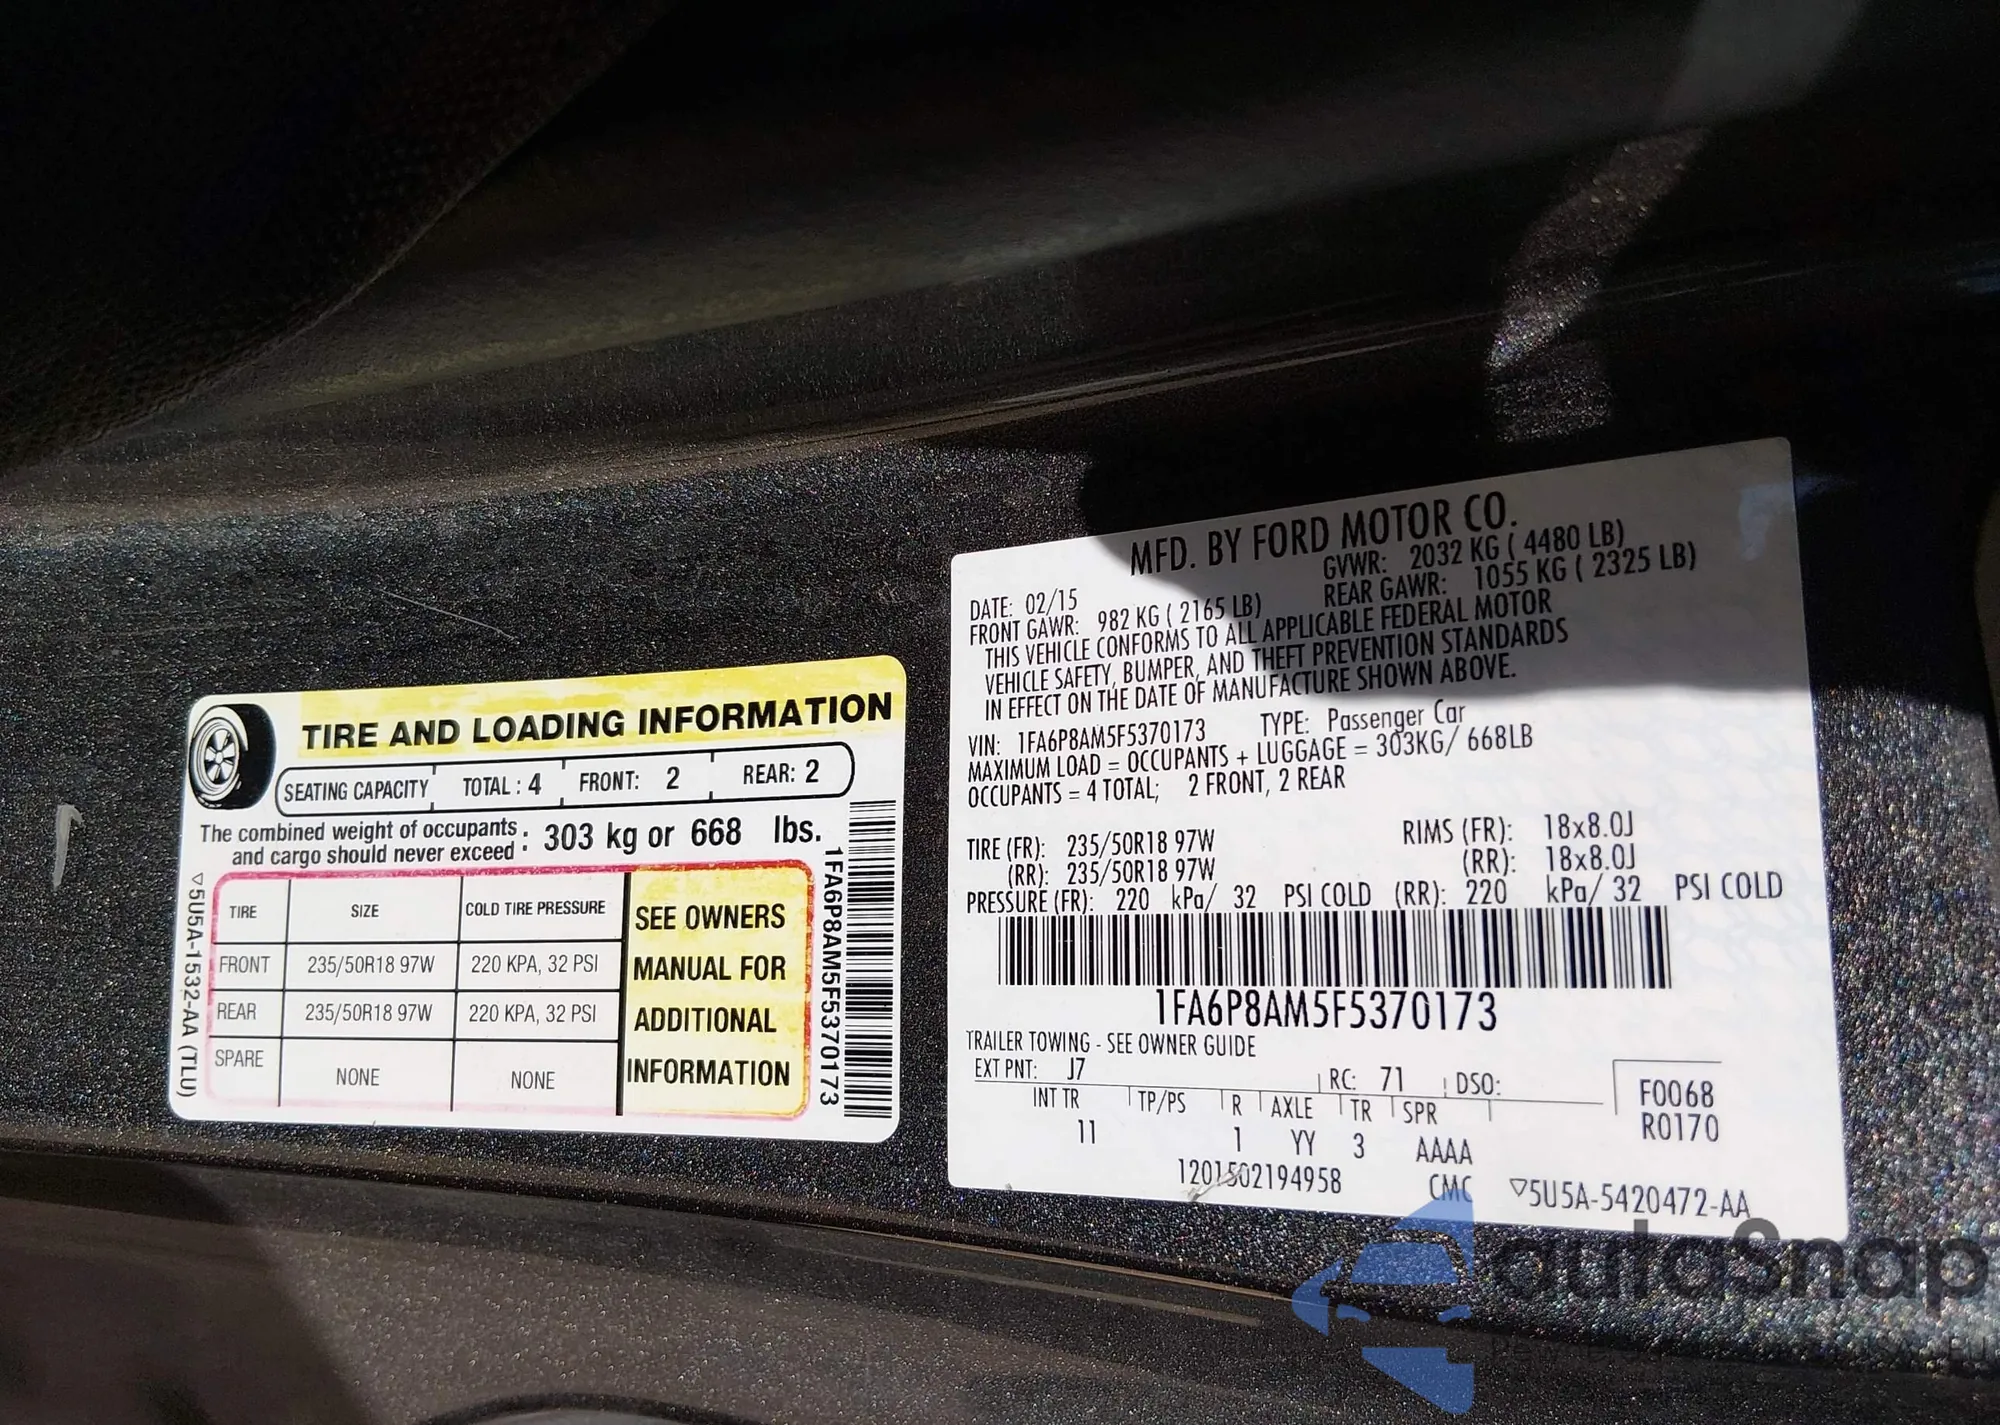 TIRE AND LOADING INFORMATION
SEATING CAPACITY TOTAL : 4 FRONT: 2 REAR: 2
The combined weight of occupants : 303 kg or 668 lbs.
and cargo should never exceed :
TIRE SIZE COLD TIRE PRESSURE
FRONT 235/50R18 97W 220 KPA, 32 PSI
REAR 235/50R18 97W 220 KPA, 32 PSI
SPARE NONE NONE
SEE OWNERS
MANUAL FOR
ADDITIONAL
INFORMATION
5U5A-1532-AA (TLU)
1FA6P8AM5F5370173
MFD. BY FORD MOTOR CO.
DATE: 02/15 GVWR: 2032 KG ( 4480 LB)
FRONT GAWR: 982 KG ( 2165 LB) REAR GAWR: 1055 KG ( 2325 LB)
THIS VEHICLE CONFORMS TO ALL APPLICABLE FEDERAL MOTOR
VEHICLE SAFETY, BUMPER, AND THEFT PREVENTION STANDARDS
IN EFFECT ON THE DATE OF MANUFACTURE SHOWN ABOVE.
VIN: 1FA6P8AM5F5370173 TYPE: Passenger Car
MAXIMUM LOAD = OCCUPANTS + LUGGAGE = 303KG/ 668LB
OCCUPANTS = 4 TOTAL; 2 FRONT, 2 REAR
TIRE (FR): 235/50R18 97W RIMS (FR): 18x8.0J
(RR): 235/50R18 97W (RR): 18x8.0J
PRESSURE (FR): 220 kPa/ 32 PSI COLD (RR): 220 kPa/ 32 PSI COLD
1FA6P8AM5F5370173
TRAILER TOWING - SEE OWNER GUIDE
EXT PNT: J7 RC: 71 DSO:
INT TR TP/PS R AXLE TR SPR
11 1 YY 3 AAAA
F0068
R0170
1201502194958 CMC 5U5A-5420472-AA
autoSnap